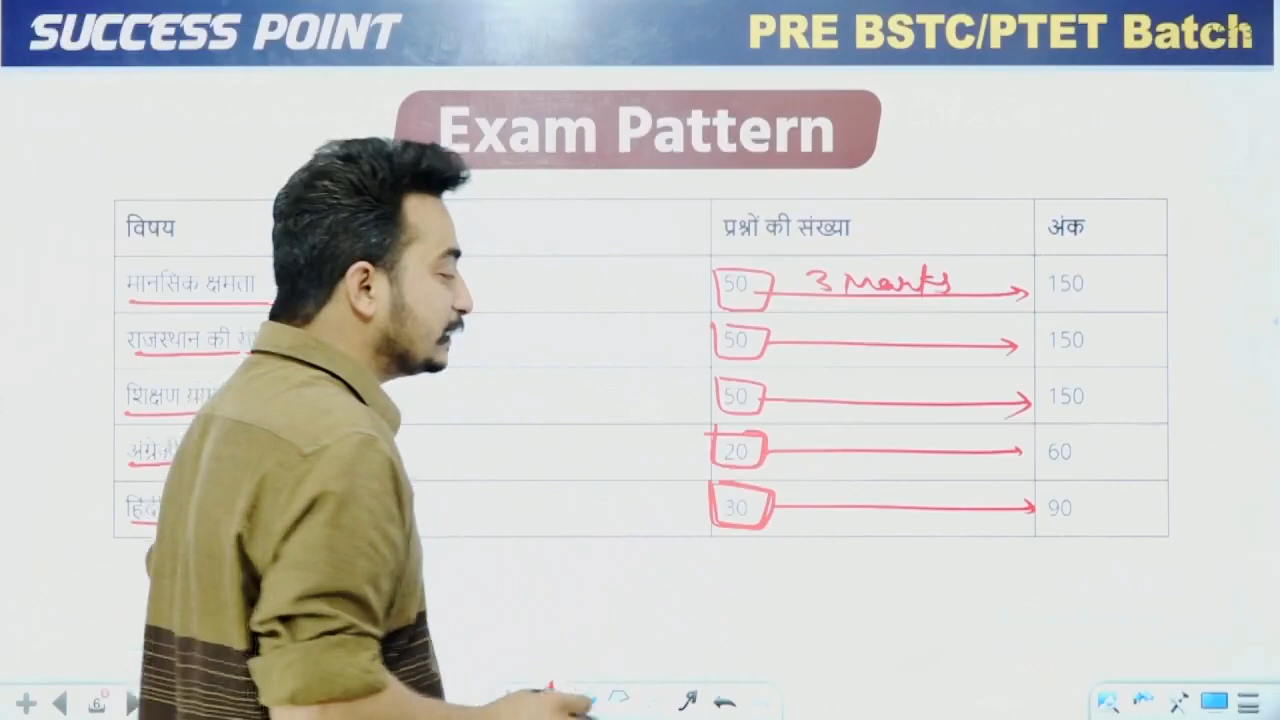 SUCCESS POINT PRE BSTC/PTET Batch
Exam Pattern
विषय प्रश्नों की संख्या अंक
मानसिक क्षमता 50 3 Marks 150
राजस्थान की 50 150
शिक्षण 50 150
20 60
30 90